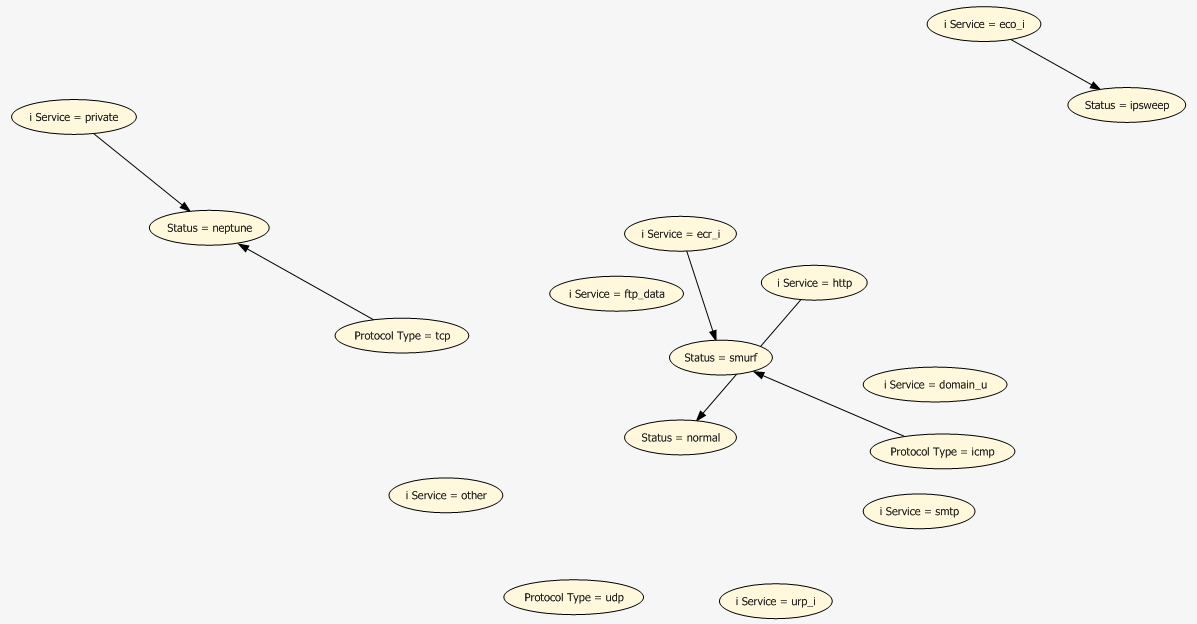 i Service = eco_i
Status = ipsweep
i Service = private
Status = neptune
i Service = ecr_i
i Service = http
i Service = ftp_data
Protocol Type = tcp
Status = smurf
i Service = domain_u
Status = normal
Protocol Type = icmp
i Service = other
i Service = smtp
Protocol Type = udp
i Service = urp_i